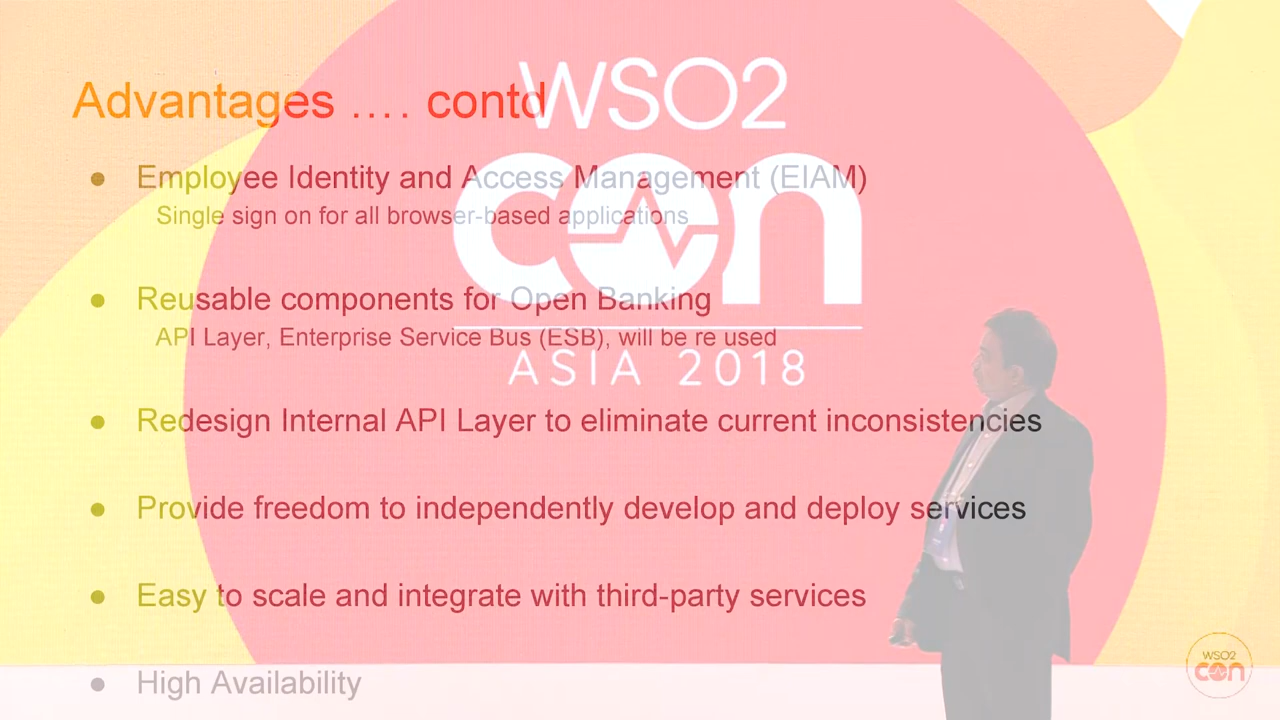 Advantages …. contd
WSO2
con
ASIA 2018
● Employee Identity and Access Management (EIAM)
Single sign on for all browser-based applications
● Reusable components for Open Banking
API Layer, Enterprise Service Bus (ESB), will be re used
● Redesign Internal API Layer to eliminate current inconsistencies
● Provide freedom to independently develop and deploy services
● Easy to scale and integrate with third-party services
● High Availability
WSO2
con